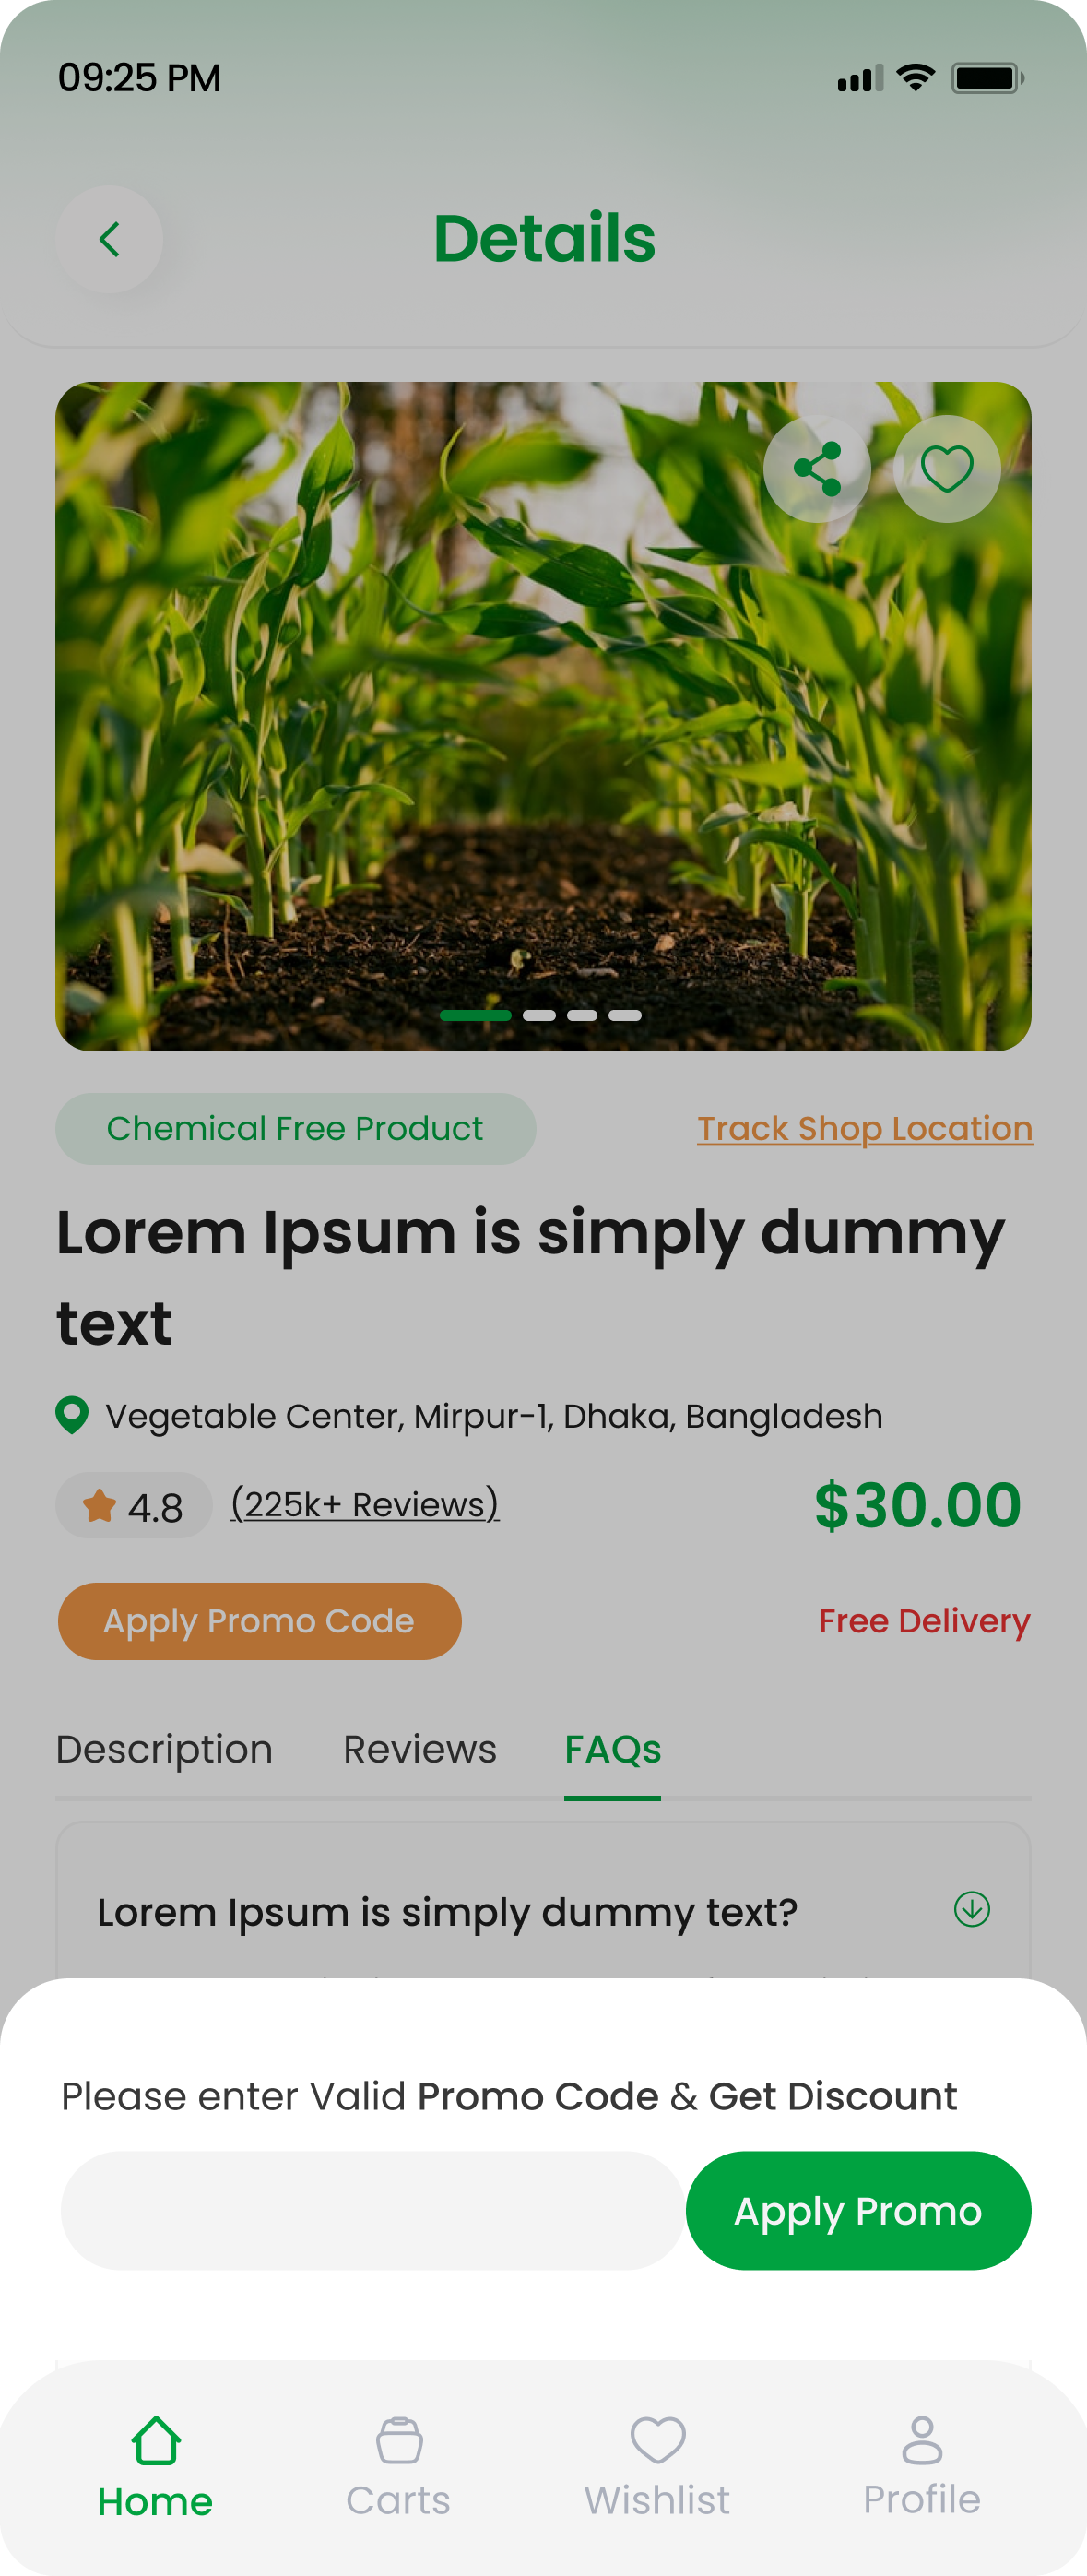 09:25 PM
Details
Chemical Free Product
Track Shop Location
Lorem Ipsum is simply dummy
text
Vegetable Center, Mirpur-1, Dhaka, Bangladesh
4.8
(225k+ Reviews)
$30.00
Apply Promo Code
Free Delivery
Description
Reviews
FAQs
Lorem Ipsum is simply dummy text?
Please enter Valid Promo Code & Get Discount
Apply Promo
Home
Carts
Wishlist
Profile